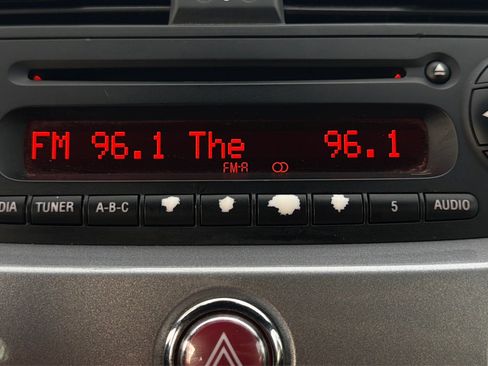 FM 96.1 The 96.1
FM-A
DIA TUNER A-B-C 5 AUDIO